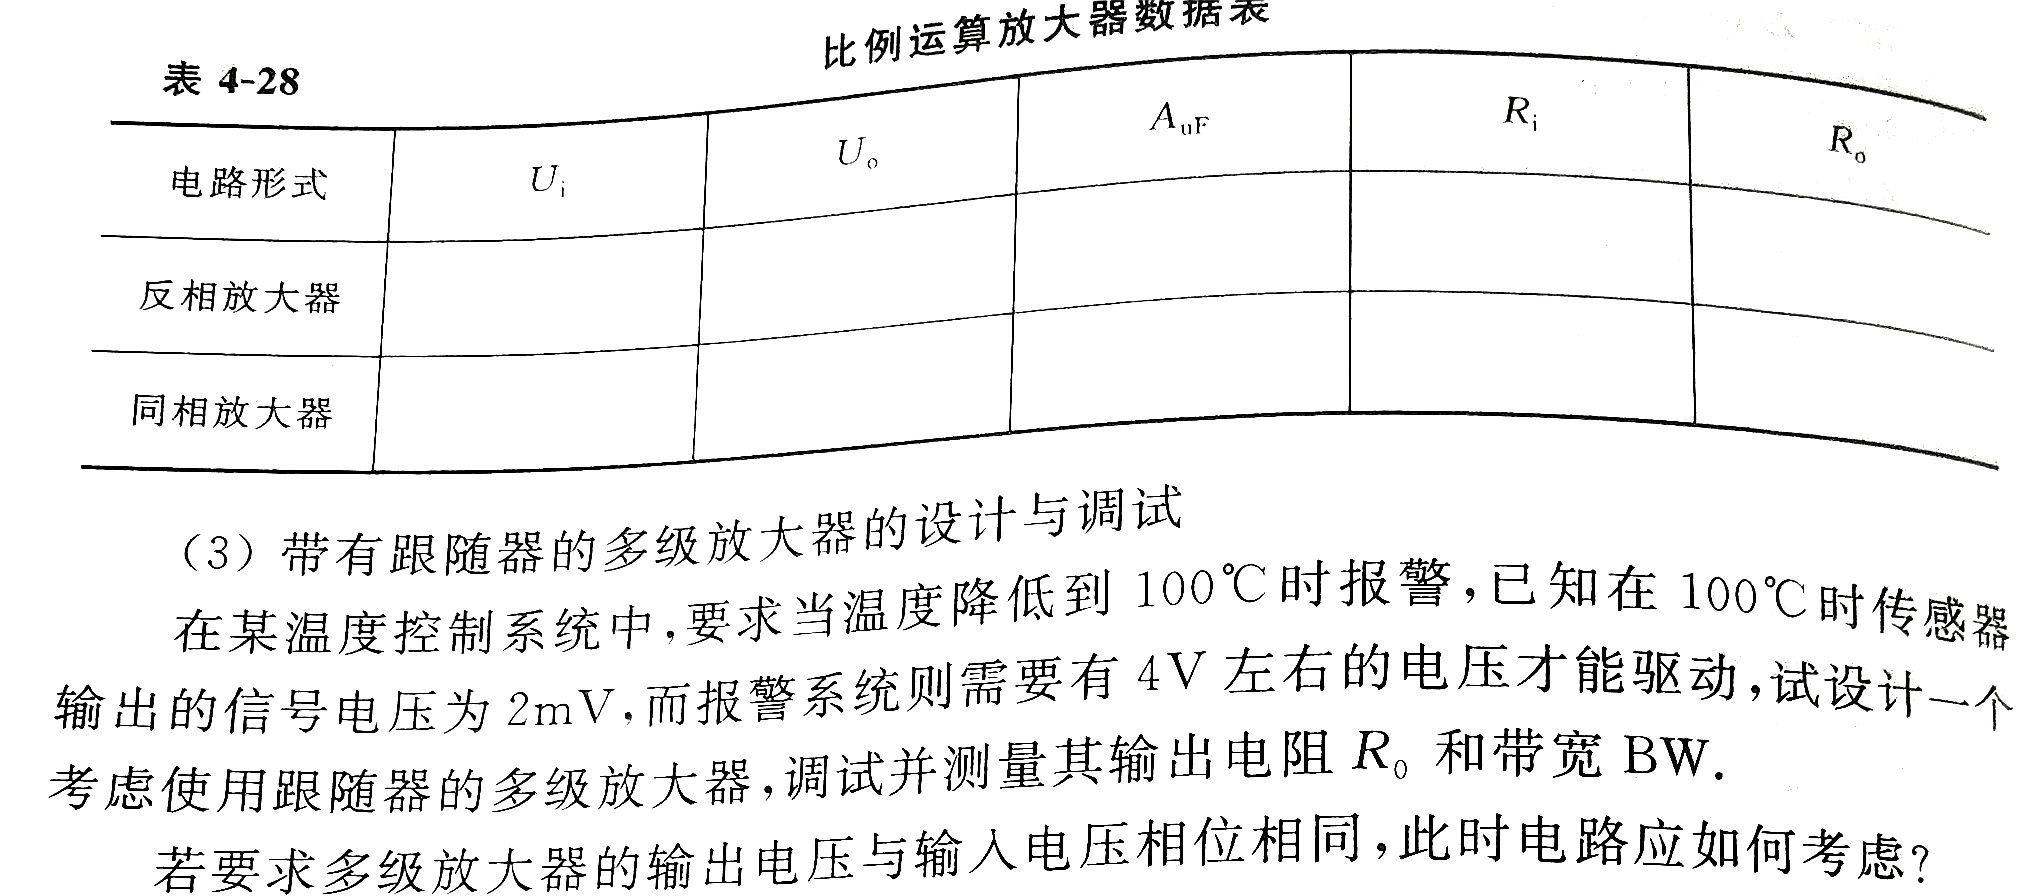 比例运算放大器数据表
表 4-28
电路形式 U_i U_o A_uF R_i R_o
反相放大器
同相放大器
（3）带有跟随器的多级放大器的设计与调试
在某温度控制系统中,要求当温度降低到 100℃时报警,已知在 100℃时传感器
输出的信号电压为 2mV,而报警系统则需要有 4V 左右的电压才能驱动,试设计一个
考虑使用跟随器的多级放大器,调试并测量其输出电阻 R_0 和带宽 BW.
若要求多级放大器的输出电压与输入电压相位相同,此时电路应如何考虑?